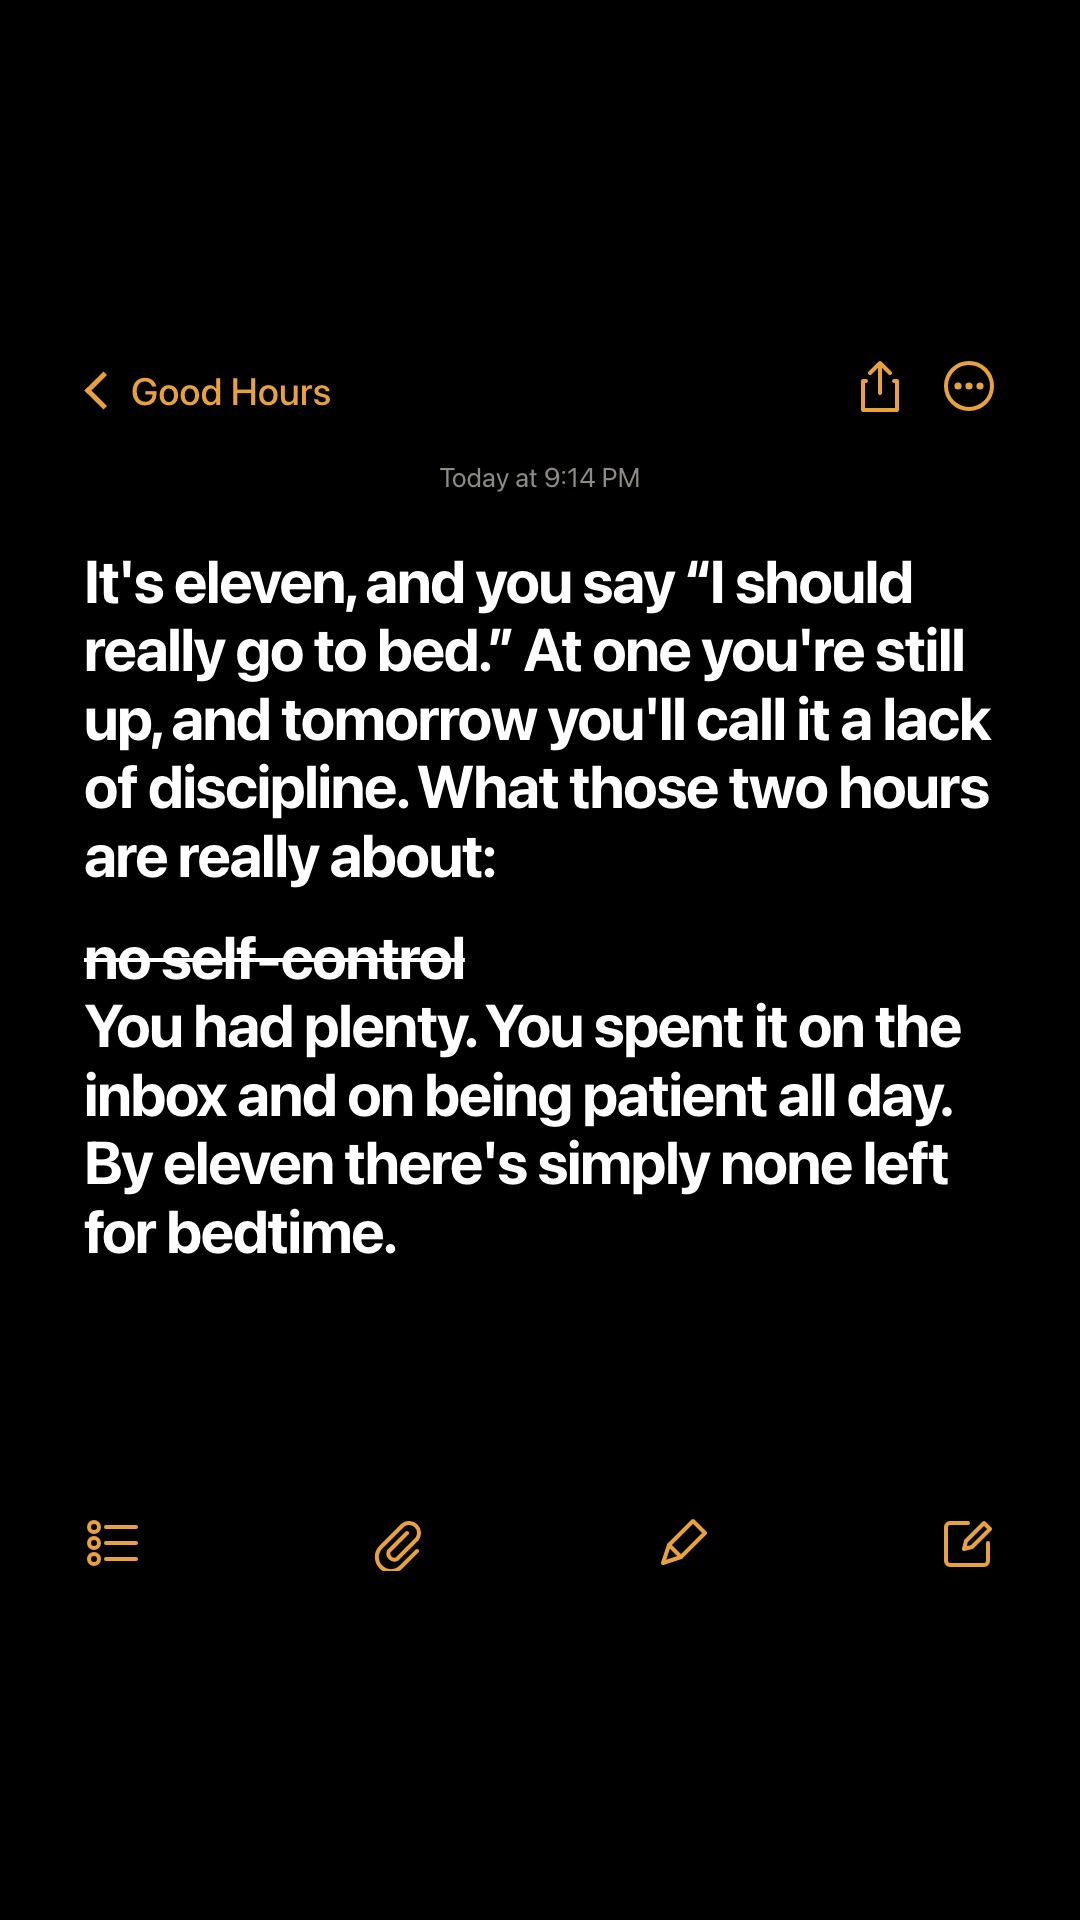 Good Hours
Today at 9:14 PM
It's eleven, and you say “I should
really go to bed.” At one you're still
up, and tomorrow you'll call it a lack
of discipline. What those two hours
are really about:
no self-control
You had plenty. You spent it on the
inbox and on being patient all day.
By eleven there's simply none left
for bedtime.